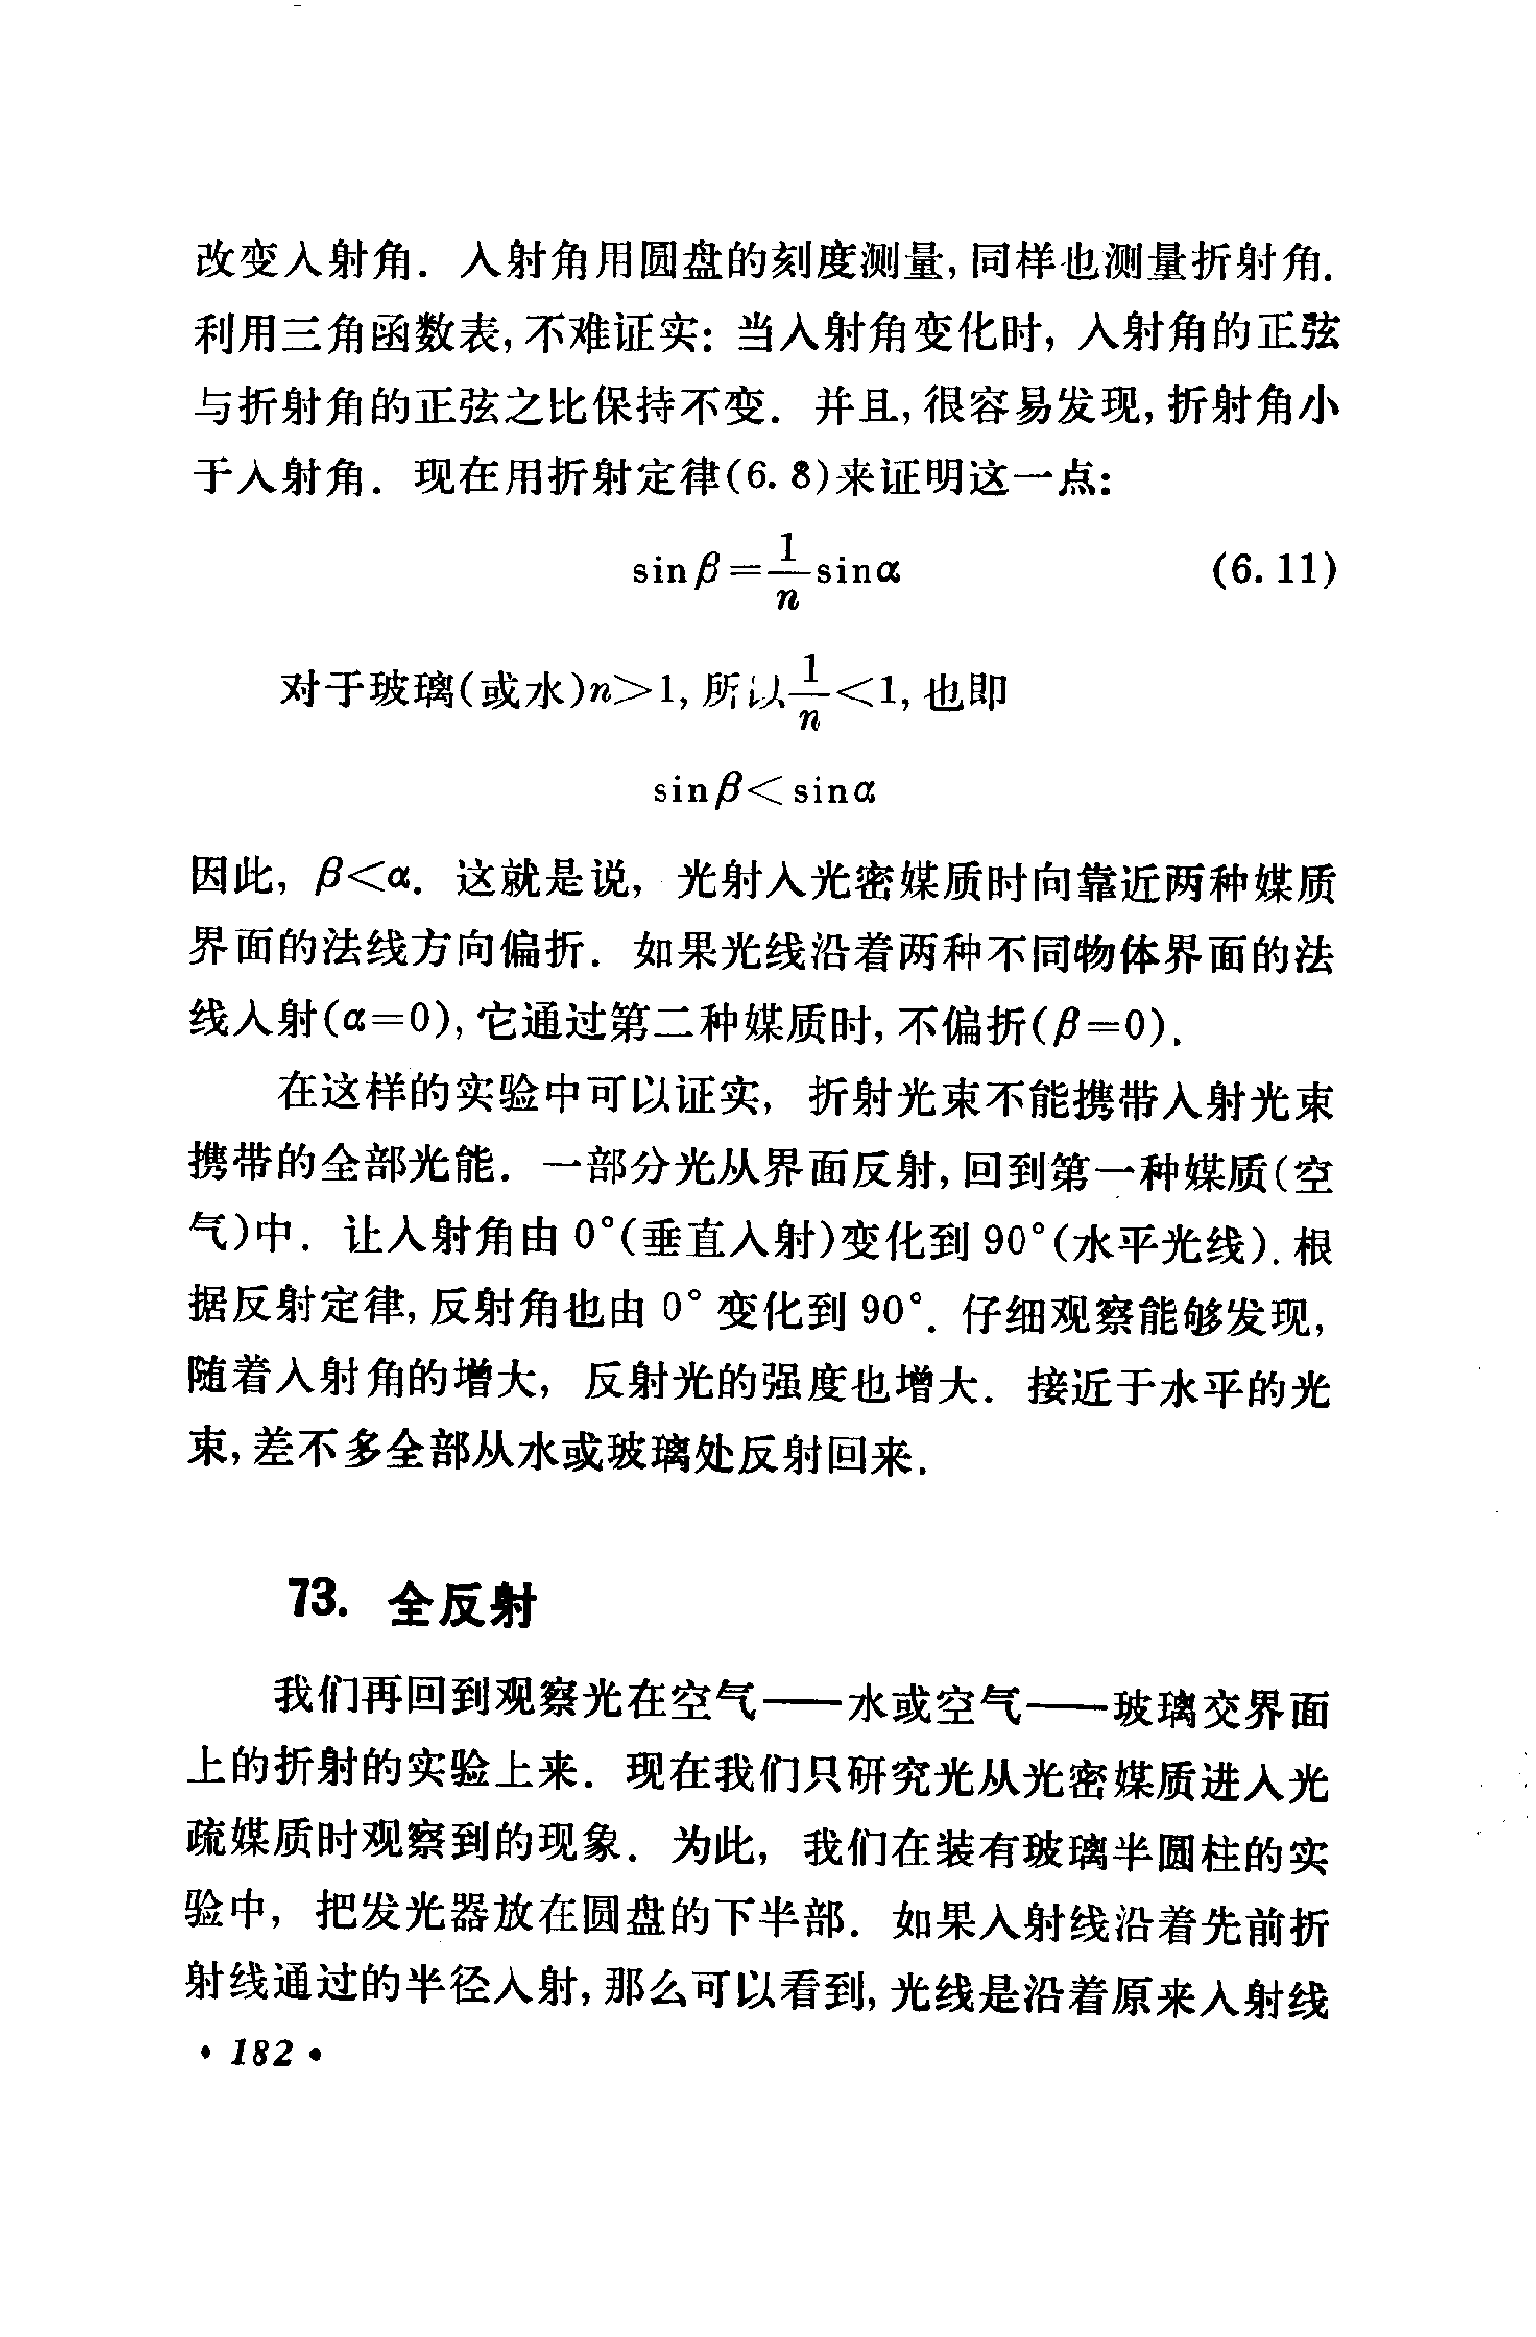 改变入射角．入射角用圆盘的刻度测量，同样也测量折射角．
利用三角函数表，不难证实：当入射角变化时，入射角的正弦
与折射角的正弦之比保持不变．并且，很容易发现，折射角小
于入射角．现在用折射定律(6.8)来证明这一点：
sinβ=1/n sinα (6.11)
对于玻璃(或水)n>1，所以1/n<1，也即
sinβ<sinα
因此，β<α．这就是说，光射入光密媒质时向靠近两种媒质
界面的法线方向偏折．如果光线沿着两种不同物体界面的法
线入射(α=0)，它通过第二种媒质时，不偏折(β=0)．
在这样的实验中可以证实，折射光束不能携带入射光束
携带的全部光能．一部分光从界面反射，回到第一种媒质(空
气)中．让入射角由0°(垂直入射)变化到90°(水平光线)．根
据反射定律，反射角也由0°变化到90°．仔细观察能够发现，
随着入射角的增大，反射光的强度也增大．接近于水平的光
束，差不多全部从水或玻璃处反射回来．
73．全反射
我们再回到观察光在空气——水或空气——玻璃交界面
上的折射的实验上来．现在我们只研究光从光密媒质进入光
疏媒质时观察到的现象．为此，我们在装有玻璃半圆柱的实
验中，把发光器放在圆盘的下半部．如果入射线沿着先前折
射线通过的半径入射，那么可以看到，光线是沿着原来入射线
·182·